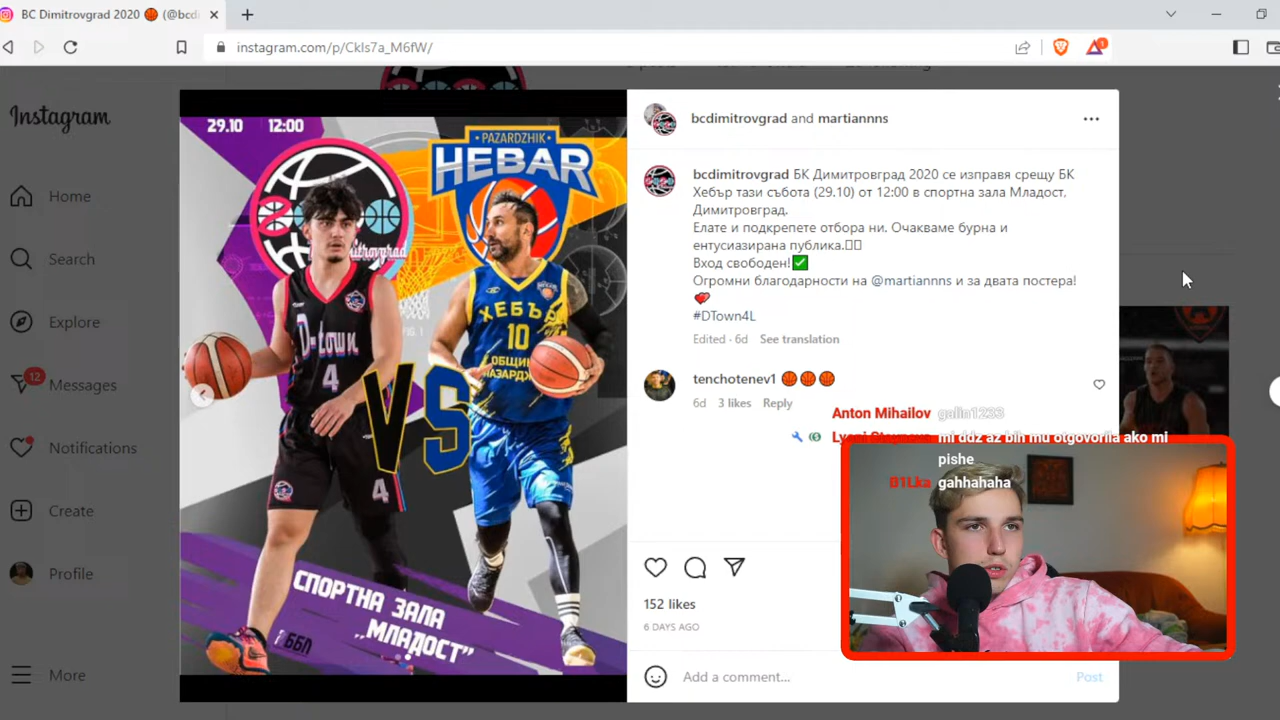 BC Dimitrovgrad 2020 🏀 (@bcdi
instagram.com/p/Ckls7a_M6fW/
1
Instagram
Home
Search
Explore
12
Messages
Notifications
Create
Profile
More
29.10 12:00
• PAZARDZHIK •
HEBAR
D-town
4
4
ХЕБЪР
10
ОБЩИНА
ПАЗАРДЖ
VS
СПОРТНА ЗАЛА
„МЛАДОСТ“
ББЛ
bcdimitrovgrad and martiannns
bcdimitrovgrad БК Димитровград 2020 се изправя срещу БК
Хебър тази събота (29.10) от 12:00 в спортна зала Младост,
Димитровград.
Елате и подкрепете отбора ни. Очакваме бурна и
ентусиазирана публика.
Вход свободен!✅
Огромни благодарности на @martiannns и за двата постера!
#DTown4L
Edited · 6d See translation
tenchotenev1 🏀🏀🏀
6d 3 likes Reply
Anton Mihailov galin1233
mi ddz az bih mu otgovorila ako mi
pishe
B1Lka gahhahaha
152 likes
6 DAYS AGO
Add a comment...
Post